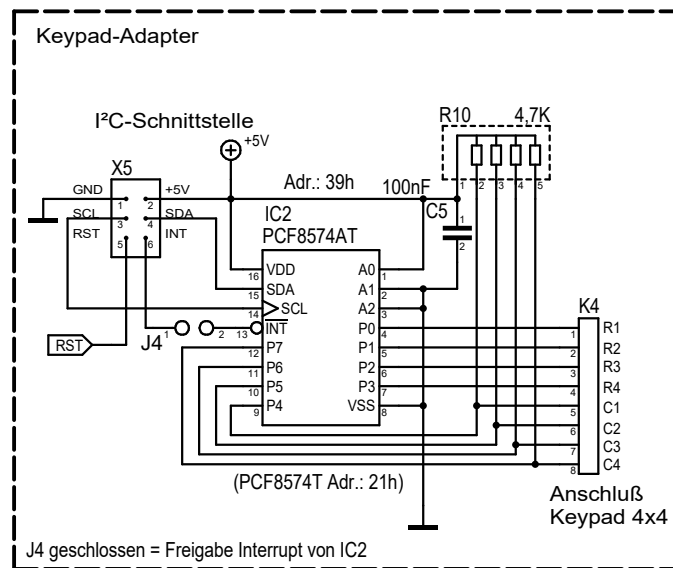 Keypad-Adapter
I²C-Schnittstelle
+5V
R10 4,7K
1 2 3 4 5
X5
GND 1 2 +5V
SCL 3 4 SDA
RST 5 6 INT
Adr.: 39h
100nF
C5
1
2
IC2
PCF8574AT
16 VDD A0 1
15 SDA A1 2
14 SCL A2 3
13 INT P0 4
12 P7 P1 5
11 P6 P2 6
10 P5 P3 7
9 P4 VSS 8
J4 1 2
RST
K4
1 R1
2 R2
3 R3
4 R4
5 C1
6 C2
7 C3
8 C4
(PCF8574T Adr.: 21h)
Anschluß
Keypad 4x4
J4 geschlossen = Freigabe Interrupt von IC2